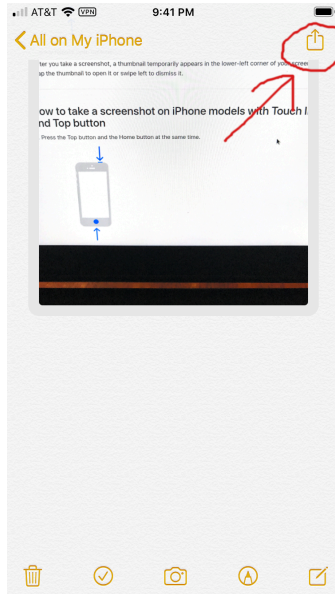 AT&T VPN 9:41 PM
All on My iPhone
ter you take a screenshot, a thumbnail temporarily appears in the lower-left corner of your screen
ap the thumbnail to open it or swipe left to dismiss it.
ow to take a screenshot on iPhone models with Touch I
nd Top button
Press the Top button and the Home button at the same time.